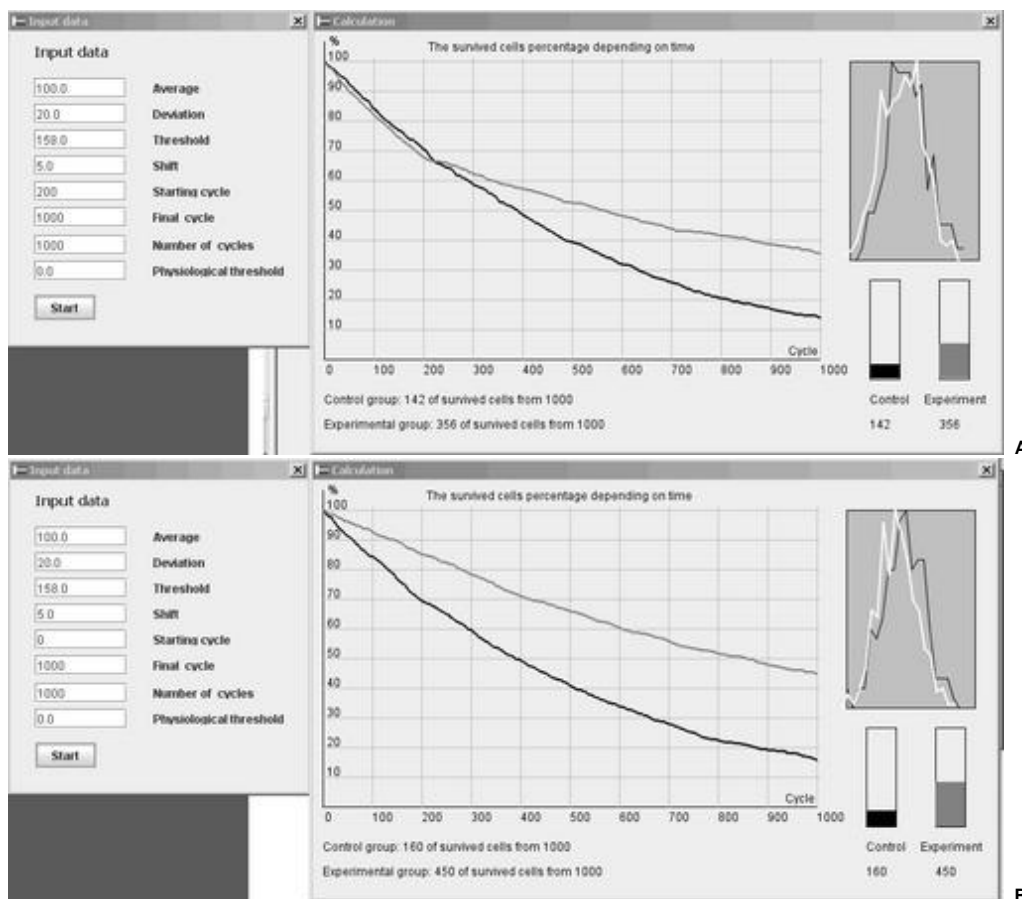 Input data
Input data
100.0 Average
20.0 Deviation
158.0 Threshold
5.0 Shift
200 Starting cycle
1000 Final cycle
1000 Number of cycles
0.0 Physiological threshold
Start
Calculation
%
The survived cells percentage depending on time
100
90
80
70
60
50
40
30
20
10
Cycle
0 100 200 300 400 500 600 700 800 900 1000
Control group: 142 of survived cells from 1000
Experimental group: 356 of survived cells from 1000
Control Experiment
142 356
A
Input data
Input data
100.0 Average
20.0 Deviation
158.0 Threshold
5.0 Shift
0 Starting cycle
1000 Final cycle
1000 Number of cycles
0.0 Physiological threshold
Start
Calculation
%
The survived cells percentage depending on time
100
90
80
70
60
50
40
30
20
10
Cycle
0 100 200 300 400 500 600 700 800 900 1000
Control group: 160 of survived cells from 1000
Experimental group: 450 of survived cells from 1000
Control Experiment
160 450